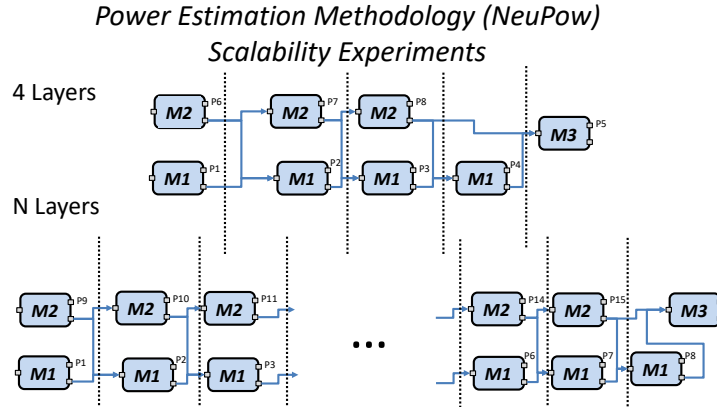 Power Estimation Methodology (NeuPow)
Scalability Experiments
4 Layers
M2 P6 M2 P7 M2 P8 M3 P5
M1 P1 M1 P2 M1 P3 M1 P4
N Layers
M2 P9 M2 P10 M2 P11 M2 P14 M2 P15 M3
...
M1 P1 M1 P2 M1 P3 M1 P6 M1 P7 M1 P8